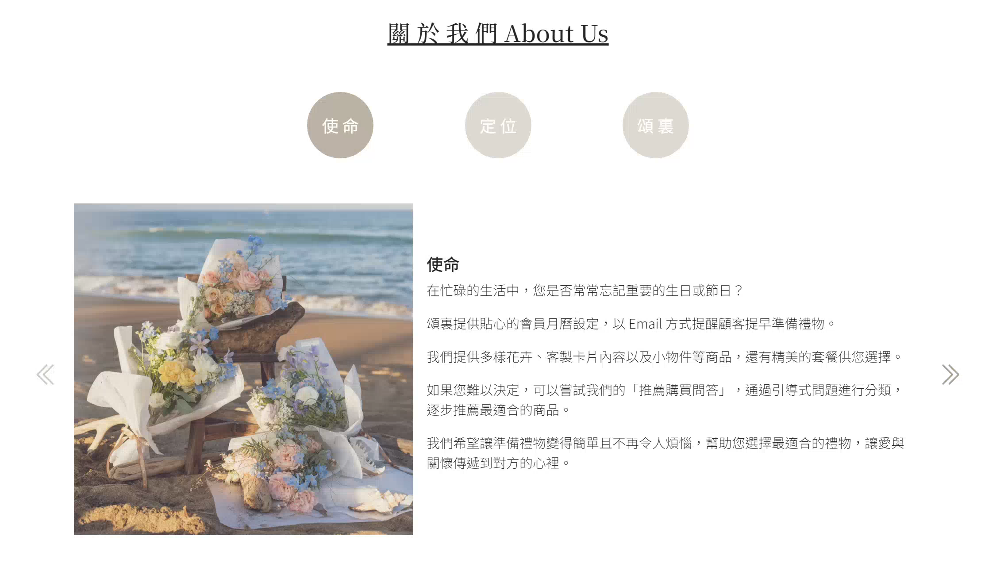 關於我們 About Us
使命
定位
頌裏
使命
在忙碌的生活中，您是否常常忘記重要的生日或節日？
頌裏提供貼心的會員月曆設定，以 Email 方式提醒顧客提早準備禮物。
我們提供多樣花卉、客製卡片內容以及小物件等商品，還有精美的套餐供您選擇。
如果您難以決定，可以嘗試我們的「推薦購買問答」，通過引導式問題進行分類，
逐步推薦最適合的商品。
我們希望讓準備禮物變得簡單且不再令人煩惱，幫助您選擇最適合的禮物，讓愛與
關懷傳遞到對方的心裡。